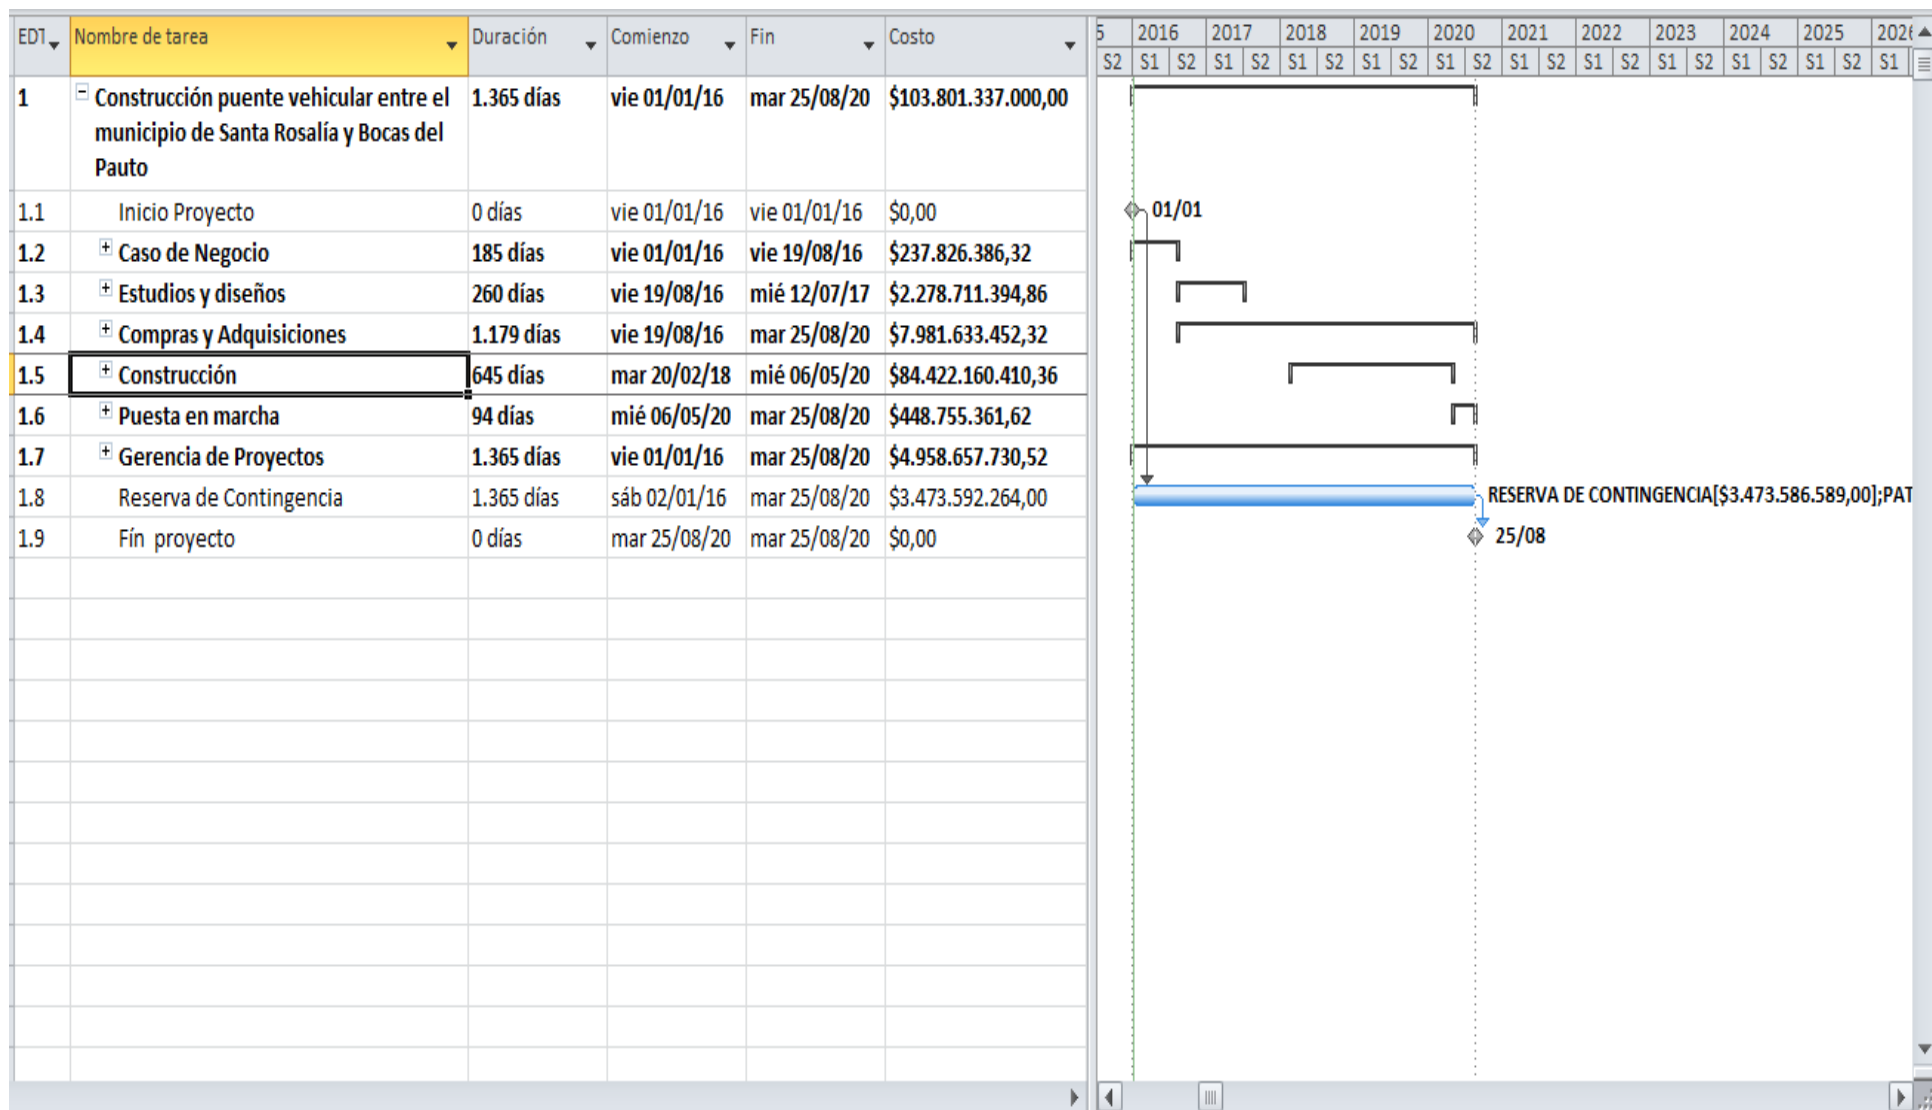 EDT Nombre de tarea Duración Comienzo Fin Costo
5 2016 2017 2018 2019 2020 2021 2022 2023 2024 2025 2026
S2 S1 S2 S1 S2 S1 S2 S1 S2 S1 S2 S1 S2 S1 S2 S1 S2 S1 S2 S1 S2 S1
1 Construcción puente vehicular entre el 1.365 días vie 01/01/16 mar 25/08/20 $103.801.337.000,00
municipio de Santa Rosalía y Bocas del
Pauto
1.1 Inicio Proyecto 0 días vie 01/01/16 vie 01/01/16 $0,00 01/01
1.2 Caso de Negocio 185 días vie 01/01/16 vie 19/08/16 $237.826.386,32
1.3 Estudios y diseños 260 días vie 19/08/16 mié 12/07/17 $2.278.711.394,86
1.4 Compras y Adquisiciones 1.179 días vie 19/08/16 mar 25/08/20 $7.981.633.452,32
1.5 Construcción 645 días mar 20/02/18 mié 06/05/20 $84.422.160.410,36
1.6 Puesta en marcha 94 días mié 06/05/20 mar 25/08/20 $448.755.361,62
1.7 Gerencia de Proyectos 1.365 días vie 01/01/16 mar 25/08/20 $4.958.657.730,52
1.8 Reserva de Contingencia 1.365 días sáb 02/01/16 mar 25/08/20 $3.473.592.264,00 RESERVA DE CONTINGENCIA[$3.473.586.589,00];PAT
1.9 Fín proyecto 0 días mar 25/08/20 mar 25/08/20 $0,00 25/08